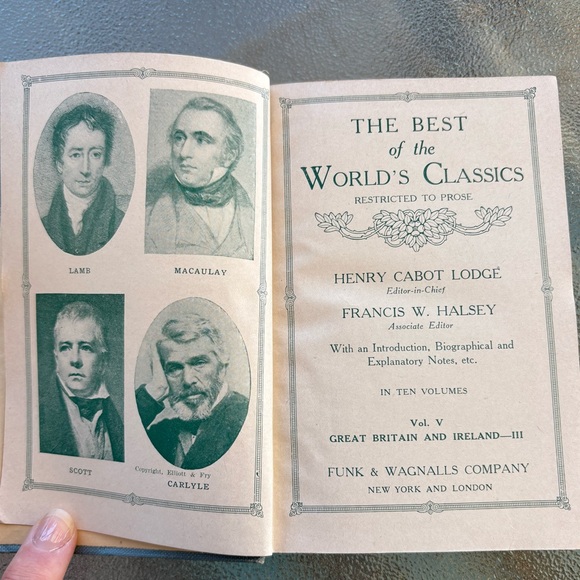 LAMB
MACAULAY
SCOTT
Copyright, Elliott & Fry
CARLYLE
THE BEST
of the
WORLD'S CLASSICS
RESTRICTED TO PROSE
HENRY CABOT LODGE
Editor-in-Chief
FRANCIS W. HALSEY
Associate Editor
With an Introduction, Biographical and
Explanatory Notes, etc.
IN TEN VOLUMES
Vol. V
GREAT BRITAIN AND IRELAND—III
FUNK & WAGNALLS COMPANY
NEW YORK AND LONDON